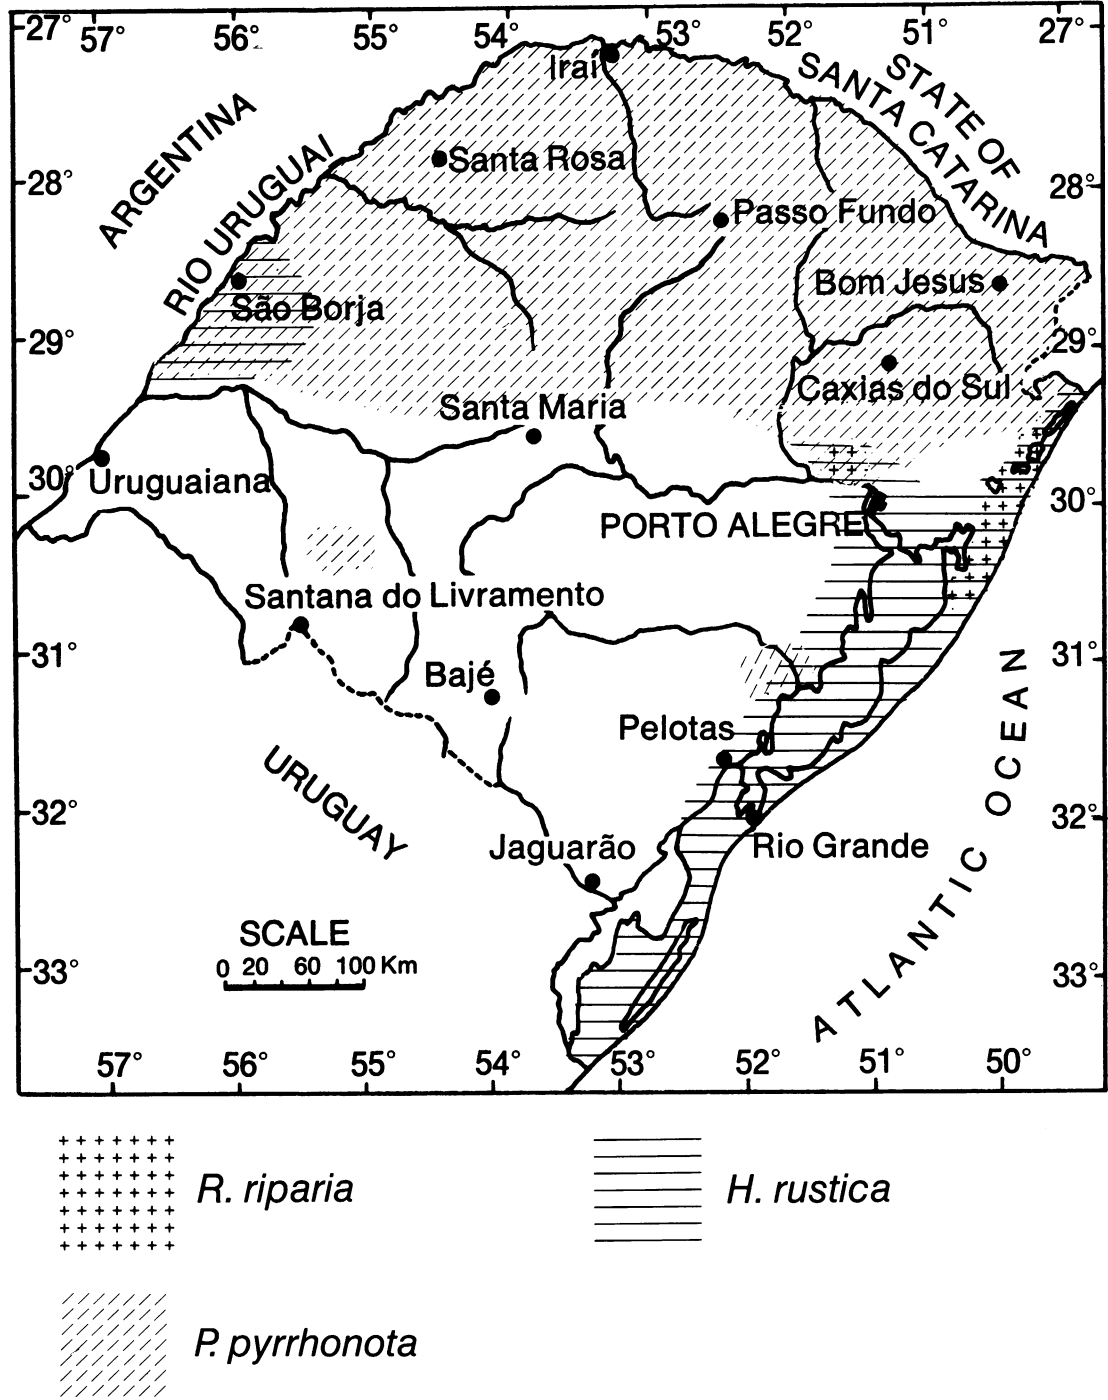 27° 57° 56° 55° 54° 53° 52° 51° 27°
Iraí
STATE OF
SANTA CATARINA
ARGENTINA
RIO URUGUAI
Santa Rosa
28° 28°
Passo Fundo
Bom Jesus
São Borja
29° 29°
Caxias do Sul
Santa Maria
30° Uruguaiana 30°
PORTO ALEGRE
Santana do Livramento
31° 31°
Bajé
Pelotas
URUGUAY
ATLANTIC OCEAN
32° 32°
Jaguarão
Rio Grande
SCALE
0 20 60 100 Km
33° 33°
57° 56° 55° 54° 53° 52° 51° 50°
R. riparia
H. rustica
P. pyrrhonota